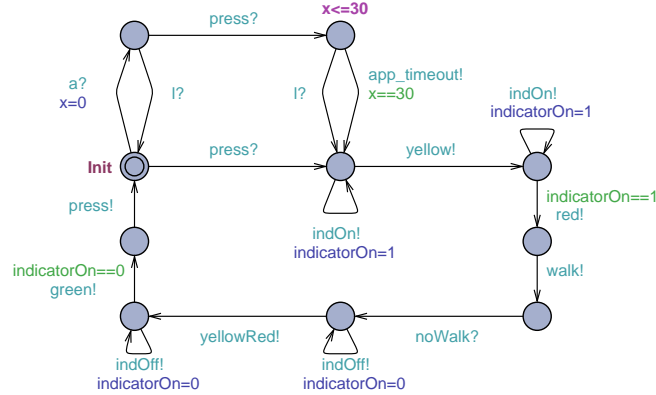 x<=30
press?
a?
x=0
l?
l?
app_timeout!
x==30
indOn!
indicatorOn=1
Init
press?
yellow!
press!
indicatorOn==1
red!
indOn!
indicatorOn=1
indicatorOn==0
green!
walk!
yellowRed!
noWalk?
indOff!
indicatorOn=0
indOff!
indicatorOn=0